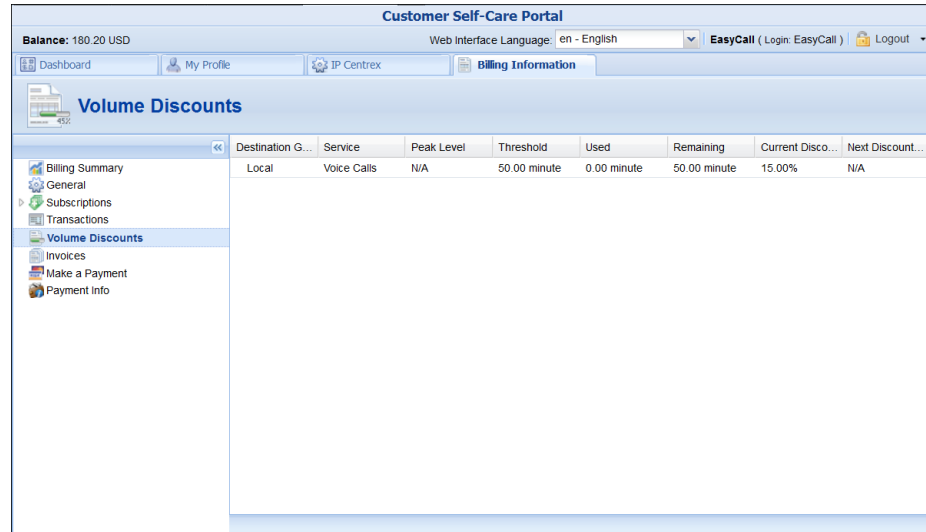 Customer Self-Care Portal
Balance: 180.20 USD Web Interface Language: en - English EasyCall ( Login: EasyCall ) Logout
Dashboard My Profile IP Centrex Billing Information
45%
Volume Discounts
Destination G... Service Peak Level Threshold Used Remaining Current Disco... Next Discount...
Local Voice Calls N/A 50.00 minute 0.00 minute 50.00 minute 15.00% N/A
Billing Summary
General
Subscriptions
Transactions
Volume Discounts
Invoices
Make a Payment
Payment Info